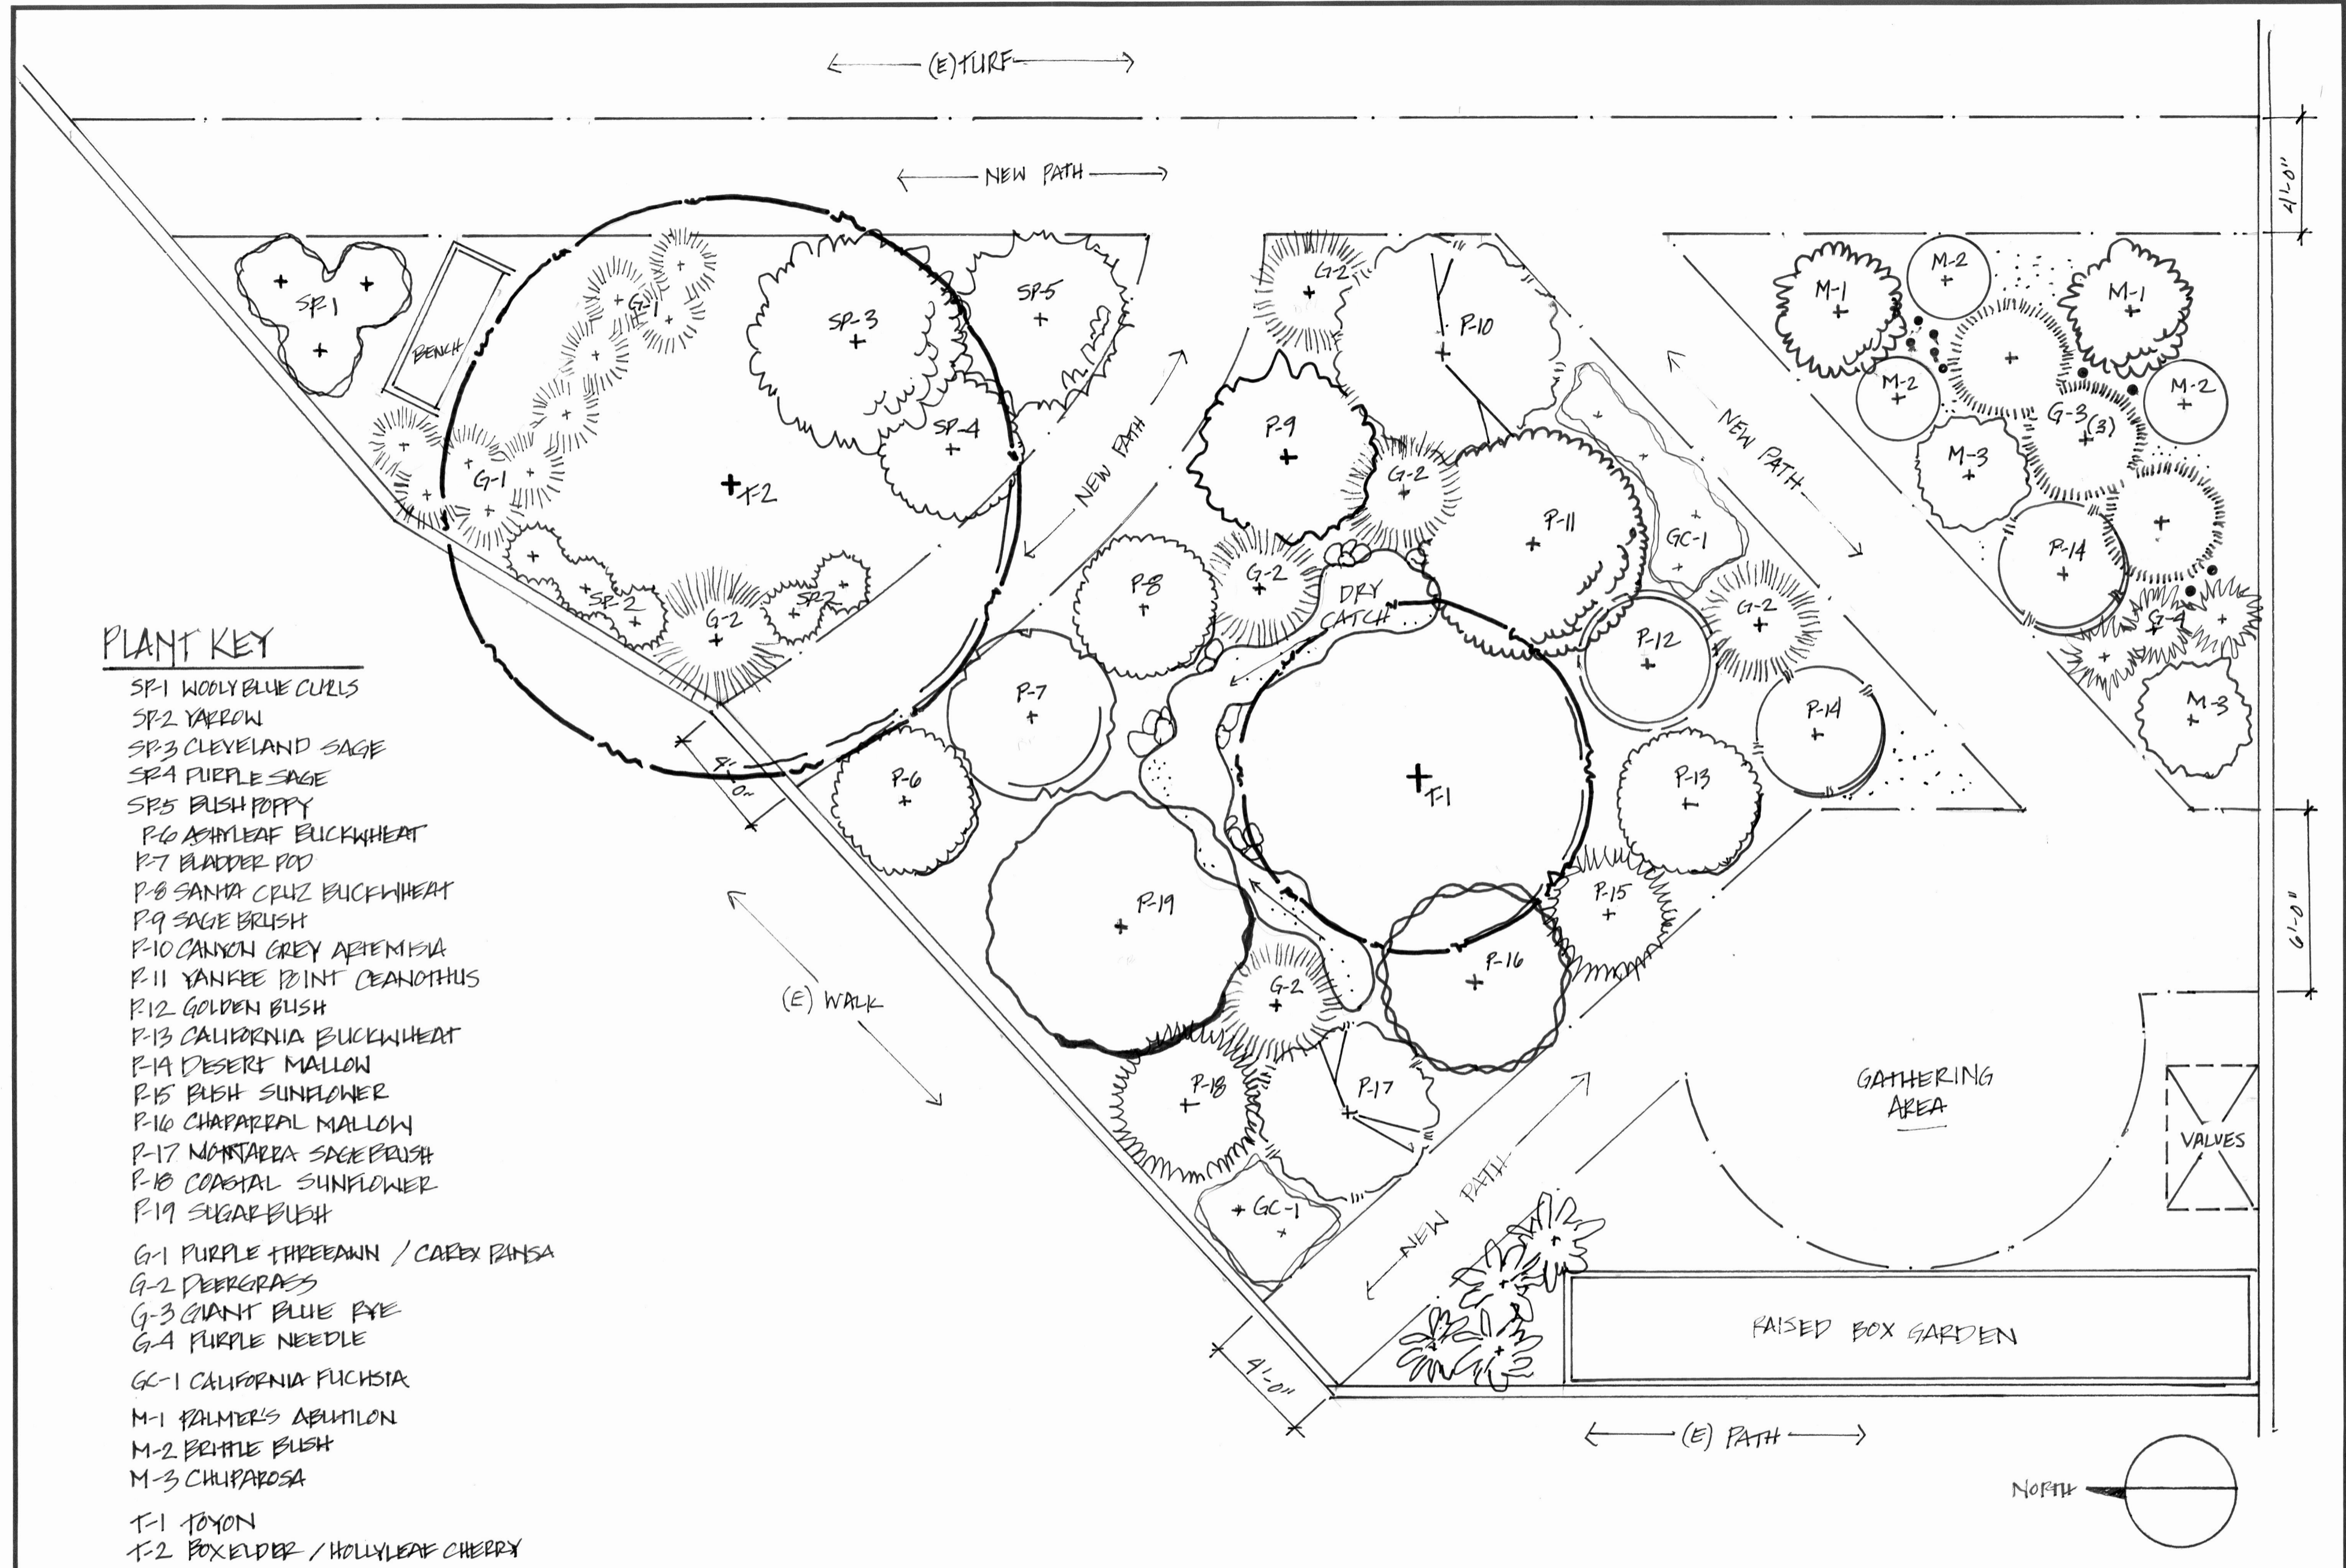 (E) TURF
NEW PATH
4'-0"
SP-1
BENCH
G-1
SP-3
SP-5
G-2
P-10
M-1
M-2
M-1
M-2
M-2
G-3 (3)
M-3
SP-4
NEW PATH
P-9
G-2
NEW PATH
G-1
T-2
P-11
GC-1
P-14
SP-2
SP-2
G-2
P-8
G-2
DRY
CATCH
G-2
G-4
P-12
M-3
P-7
P-14
4'-0"
P-6
T-1
P-13
P-15
P-19
6'-0"
P-16
G-2
(E) WALK
P-18
P-17
GATHERING
AREA
VALVES
GC-1
NEW PATH
RAISED BOX GARDEN
4'-0"
(E) PATH
NORTH
PLANT KEY
SP-1 WOOLY BLUE CURLS
SP-2 YARROW
SP-3 CLEVELAND SAGE
SP-4 PURPLE SAGE
SP-5 BUSH POPPY
P-6 ASHYLEAF BUCKWHEAT
P-7 BLADDER POD
P-8 SANTA CRUZ BUCKWHEAT
P-9 SAGE BRUSH
P-10 CANYON GREY ARTEMISIA
P-11 YANKEE POINT CEANOTHUS
P-12 GOLDEN BUSH
P-13 CALIFORNIA BUCKWHEAT
P-14 DESERT MALLOW
P-15 BUSH SUNFLOWER
P-16 CHAPARRAL MALLOW
P-17 MONTARRA SAGEBRUSH
P-18 COASTAL SUNFLOWER
P-19 SUGARBUSH
G-1 PURPLE THREEAWN / CAREX PANSA
G-2 DEERGRASS
G-3 GIANT BLUE RYE
G-4 PURPLE NEEDLE
GC-1 CALIFORNIA FUCHSIA
M-1 PALMER'S ABUTILON
M-2 BRITTLE BUSH
M-3 CHUPAROSA
T-1 TOYON
T-2 BOX ELDER / HOLLYLEAF CHERRY